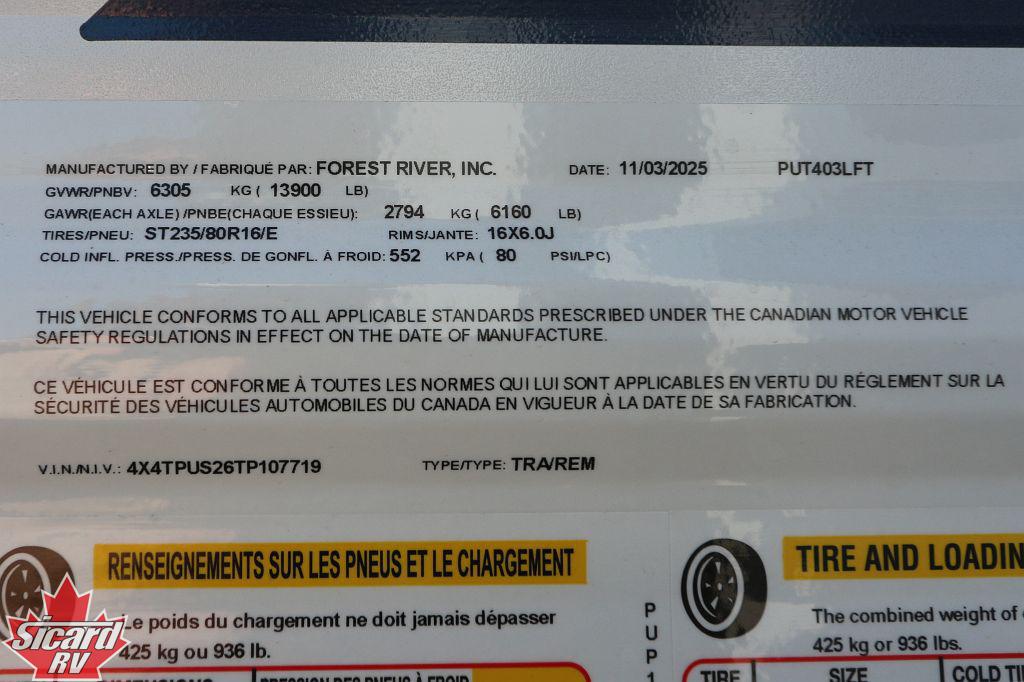 MANUFACTURED BY / FABRIQUÉ PAR: FOREST RIVER, INC. DATE: 11/03/2025 PUT403LFT
GVWR/PNBV: 6305 KG ( 13900 LB)
GAWR(EACH AXLE) /PNBE(CHAQUE ESSIEU): 2794 KG ( 6160 LB)
TIRES/PNEU: ST235/80R16/E RIMS/JANTE: 16X6.0J
COLD INFL. PRESS./PRESS. DE GONFL. À FROID: 552 KPA ( 80 PSI/LPC)
THIS VEHICLE CONFORMS TO ALL APPLICABLE STANDARDS PRESCRIBED UNDER THE CANADIAN MOTOR VEHICLE
SAFETY REGULATIONS IN EFFECT ON THE DATE OF MANUFACTURE.
CE VÉHICULE EST CONFORME À TOUTES LES NORMES QUI LUI SONT APPLICABLES EN VERTU DU RÉGLEMENT SUR LA
SÉCURITÉ DES VÉHICULES AUTOMOBILES DU CANADA EN VIGUEUR À LA DATE DE SA FABRICATION.
V.I.N./N.I.V.: 4X4TPUS26TP107719 TYPE/TYPE: TRA/REM
RENSEIGNEMENTS SUR LES PNEUS ET LE CHARGEMENT
Le poids du chargement ne doit jamais dépasser
425 kg ou 936 lb.
PRESSION DES PNEUS À FROID
P
U
P
1
TIRE AND LOADIN
The combined weight of
425 kg or 936 lbs.
TIRE SIZE COLD TI
Sicard
RV